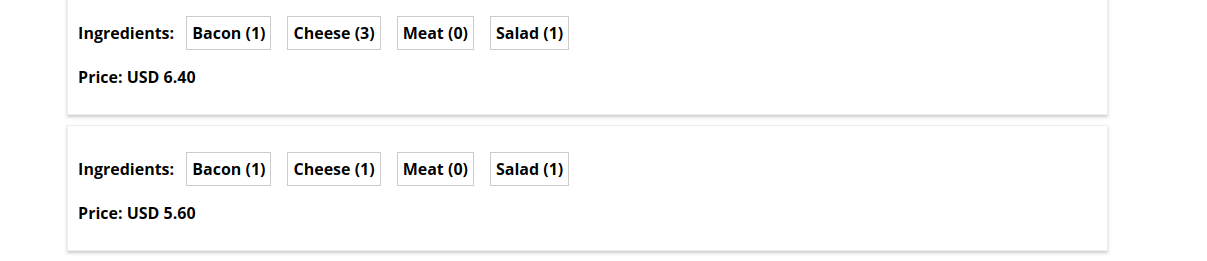 Ingredients: Bacon (1) Cheese (3) Meat (0) Salad (1)
Price: USD 6.40
Ingredients: Bacon (1) Cheese (1) Meat (0) Salad (1)
Price: USD 5.60